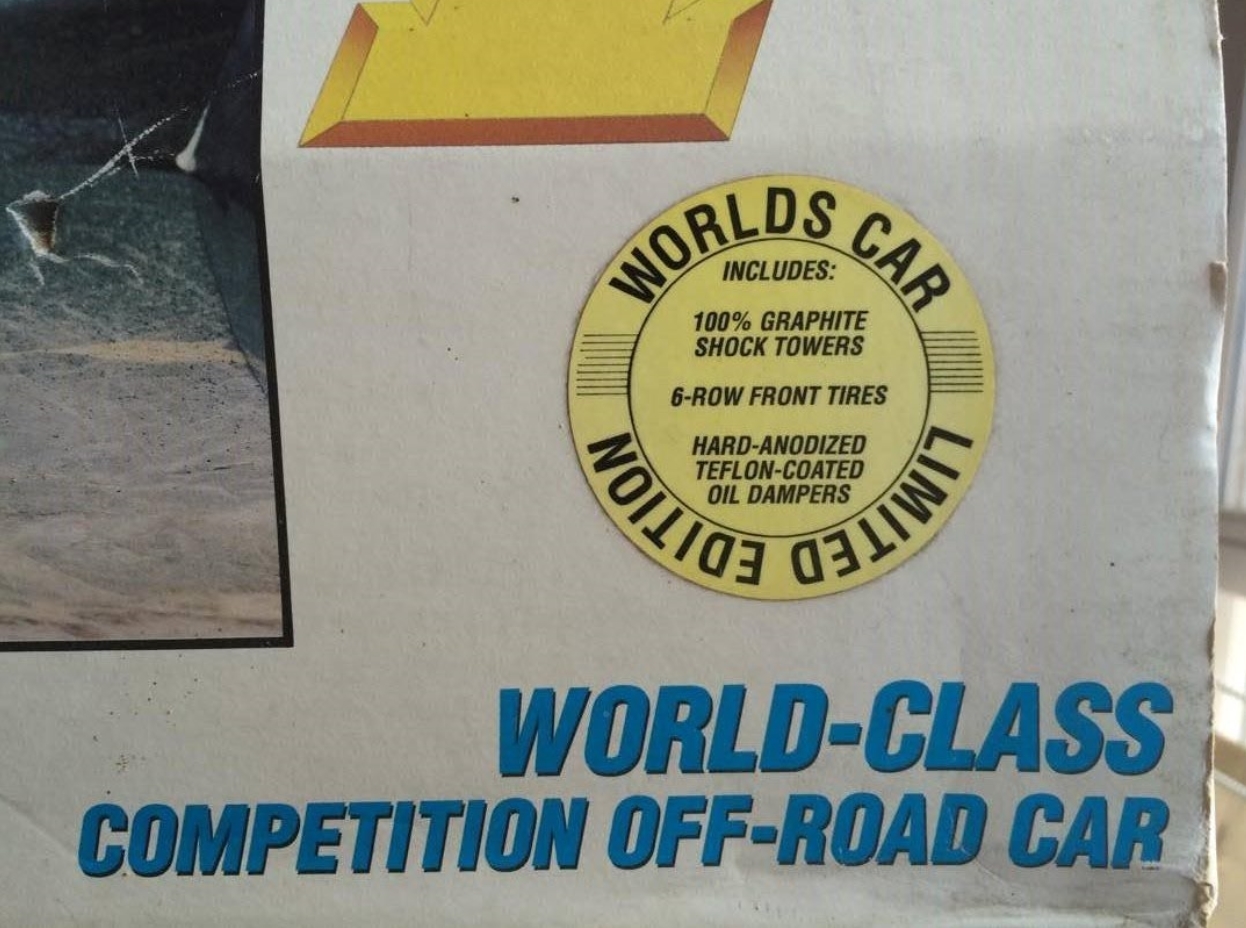 WORLDS CAR
INCLUDES:
100% GRAPHITE
SHOCK TOWERS
6-ROW FRONT TIRES
HARD-ANODIZED
TEFLON-COATED
OIL DAMPERS
LIMITED EDITION
WORLD-CLASS
COMPETITION OFF-ROAD CAR